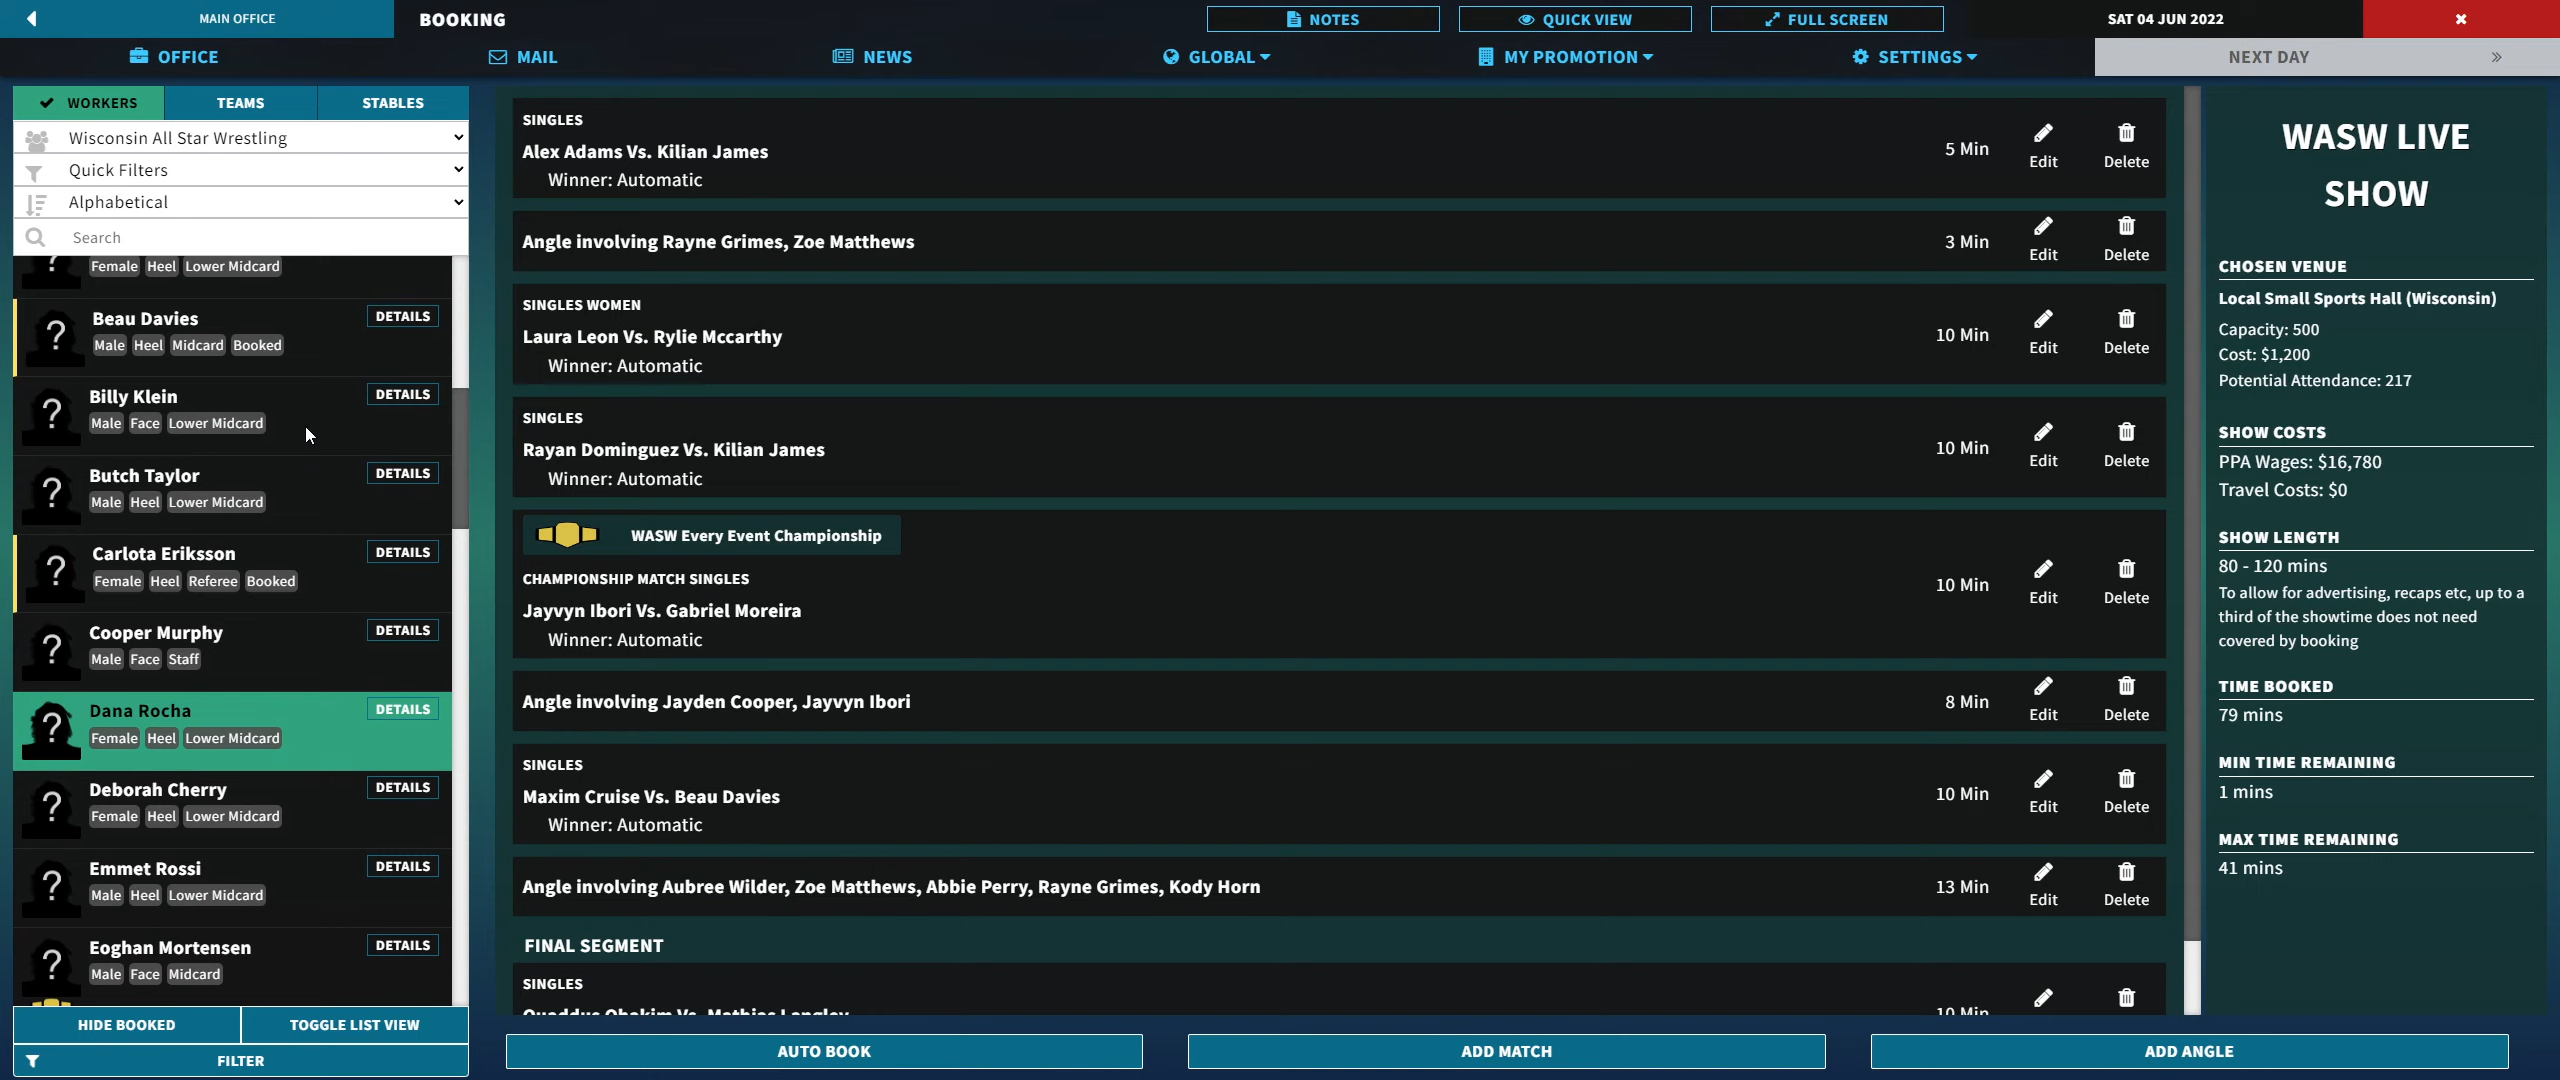 MAIN OFFICE
BOOKING
NOTES
QUICK VIEW
FULL SCREEN
SAT 04 JUN 2022
OFFICE
MAIL
NEWS
GLOBAL
MY PROMOTION
SETTINGS
NEXT DAY
WORKERS
TEAMS
STABLES
Wisconsin All Star Wrestling
Quick Filters
Alphabetical
Search
Female Heel Lower Midcard
Beau Davies
DETAILS
Male Heel Midcard Booked
Billy Klein
DETAILS
Male Face Lower Midcard
Butch Taylor
DETAILS
Male Heel Lower Midcard
Carlota Eriksson
DETAILS
Female Heel Referee Booked
Cooper Murphy
DETAILS
Male Face Staff
Dana Rocha
DETAILS
Female Heel Lower Midcard
Deborah Cherry
DETAILS
Female Heel Lower Midcard
Emmet Rossi
DETAILS
Male Heel Lower Midcard
Eoghan Mortensen
DETAILS
Male Face Midcard
HIDE BOOKED
TOGGLE LIST VIEW
FILTER
SINGLES
Alex Adams Vs. Kilian James
Winner: Automatic
5 Min
Edit
Delete
Angle involving Rayne Grimes, Zoe Matthews
3 Min
Edit
Delete
SINGLES WOMEN
Laura Leon Vs. Rylie Mccarthy
Winner: Automatic
10 Min
Edit
Delete
SINGLES
Rayan Dominguez Vs. Kilian James
Winner: Automatic
10 Min
Edit
Delete
WASW Every Event Championship
CHAMPIONSHIP MATCH SINGLES
Jayvyn Ibori Vs. Gabriel Moreira
Winner: Automatic
10 Min
Edit
Delete
Angle involving Jayden Cooper, Jayvyn Ibori
8 Min
Edit
Delete
SINGLES
Maxim Cruise Vs. Beau Davies
Winner: Automatic
10 Min
Edit
Delete
Angle involving Aubree Wilder, Zoe Matthews, Abbie Perry, Rayne Grimes, Kody Horn
13 Min
Edit
Delete
FINAL SEGMENT
SINGLES
10 Min
AUTO BOOK
ADD MATCH
ADD ANGLE
WASW LIVE
SHOW
CHOSEN VENUE
Local Small Sports Hall (Wisconsin)
Capacity: 500
Cost: $1,200
Potential Attendance: 217
SHOW COSTS
PPA Wages: $16,780
Travel Costs: $0
SHOW LENGTH
80 - 120 mins
To allow for advertising, recaps etc, up to a
third of the showtime does not need
covered by booking
TIME BOOKED
79 mins
MIN TIME REMAINING
1 mins
MAX TIME REMAINING
41 mins